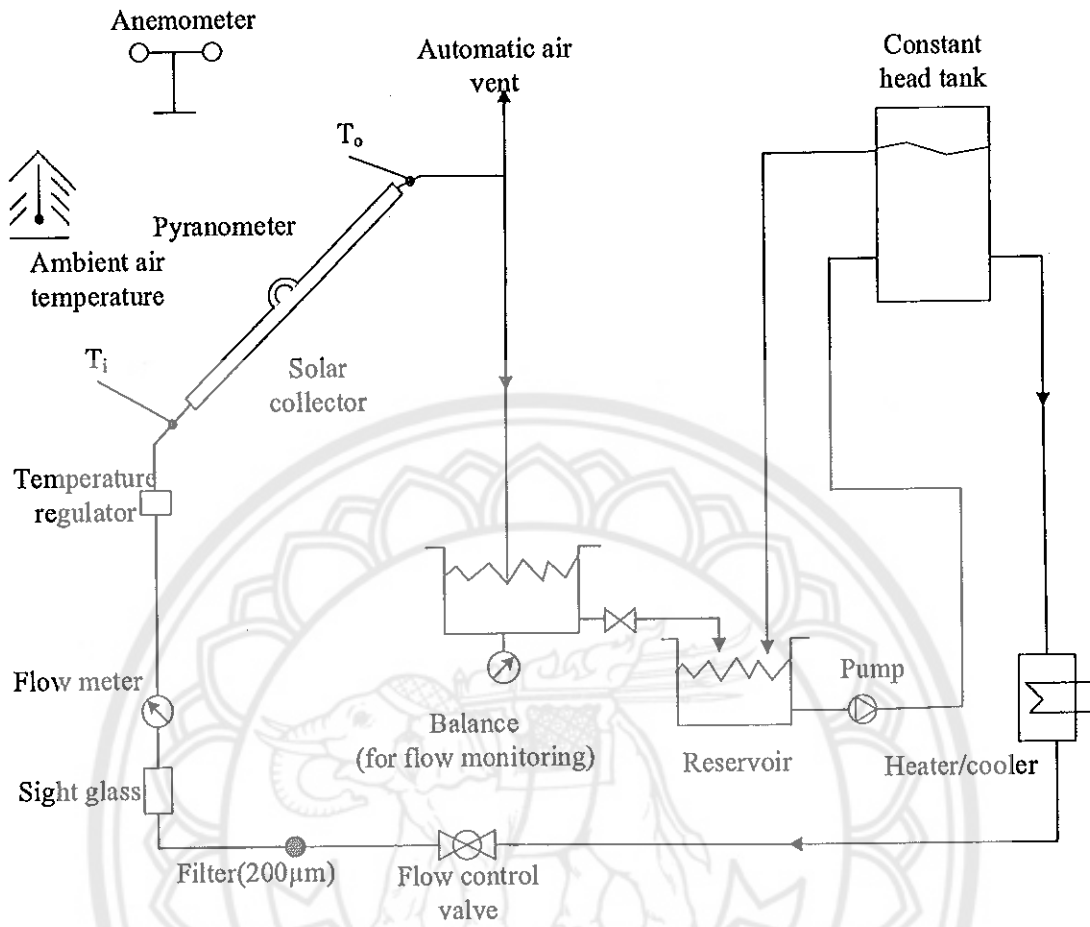 Anemometer
Automatic air
vent
Constant
head tank
T₀
Pyranometer
Ambient air
temperature
Tᵢ
Solar
collector
Temperature
regulator
Flow meter
Balance
(for flow monitoring)
Pump
Reservoir
Heater/cooler
Sight glass
Filter(200µm)
Flow control
valve